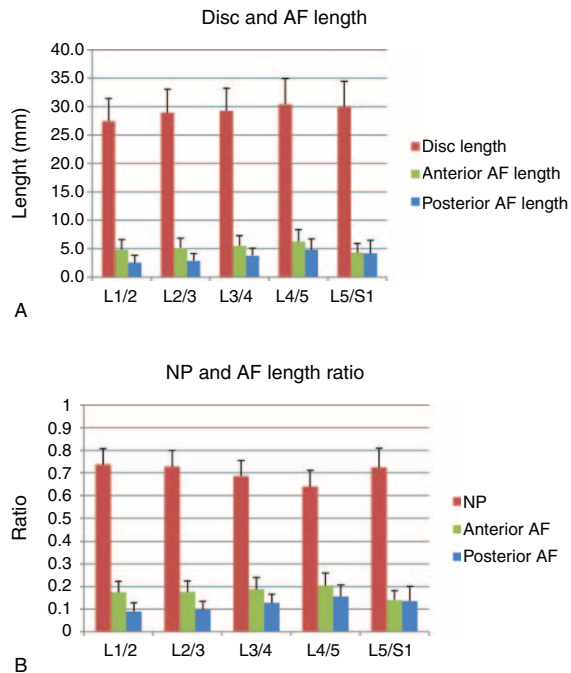 Disc and AF length
40.0
35.0
30.0
25.0
20.0
15.0
10.0
5.0
0.0
Lenght (mm)
L1/2 L2/3 L3/4 L4/5 L5/S1
Disc length
Anterior AF length
Posterior AF length
A
NP and AF length ratio
1
0.9
0.8
0.7
0.6
0.5
0.4
0.3
0.2
0.1
0
Ratio
L1/2 L2/3 L3/4 L4/5 L5/S1
NP
Anterior AF
Posterior AF
B